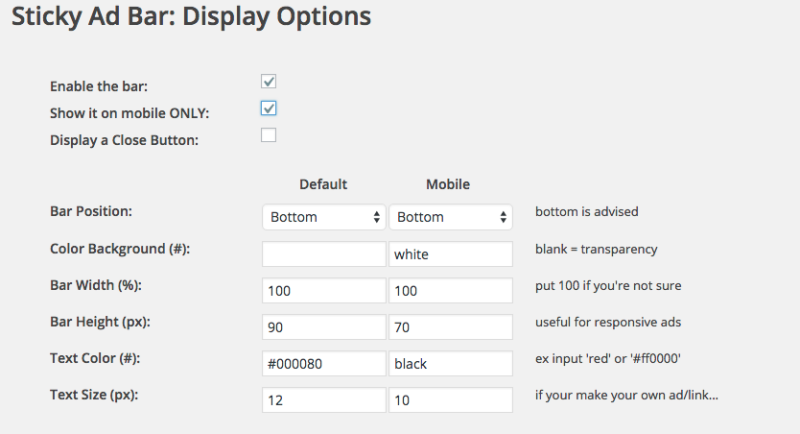 Sticky Ad Bar: Display Options
Enable the bar:
Show it on mobile ONLY:
Display a Close Button:
Default Mobile
Bar Position: Bottom Bottom bottom is advised
Color Background (#): white blank = transparency
Bar Width (%): 100 100 put 100 if you're not sure
Bar Height (px): 90 70 useful for responsive ads
Text Color (#): #000080 black ex input 'red' or '#ff0000'
Text Size (px): 12 10 if your make your own ad/link...